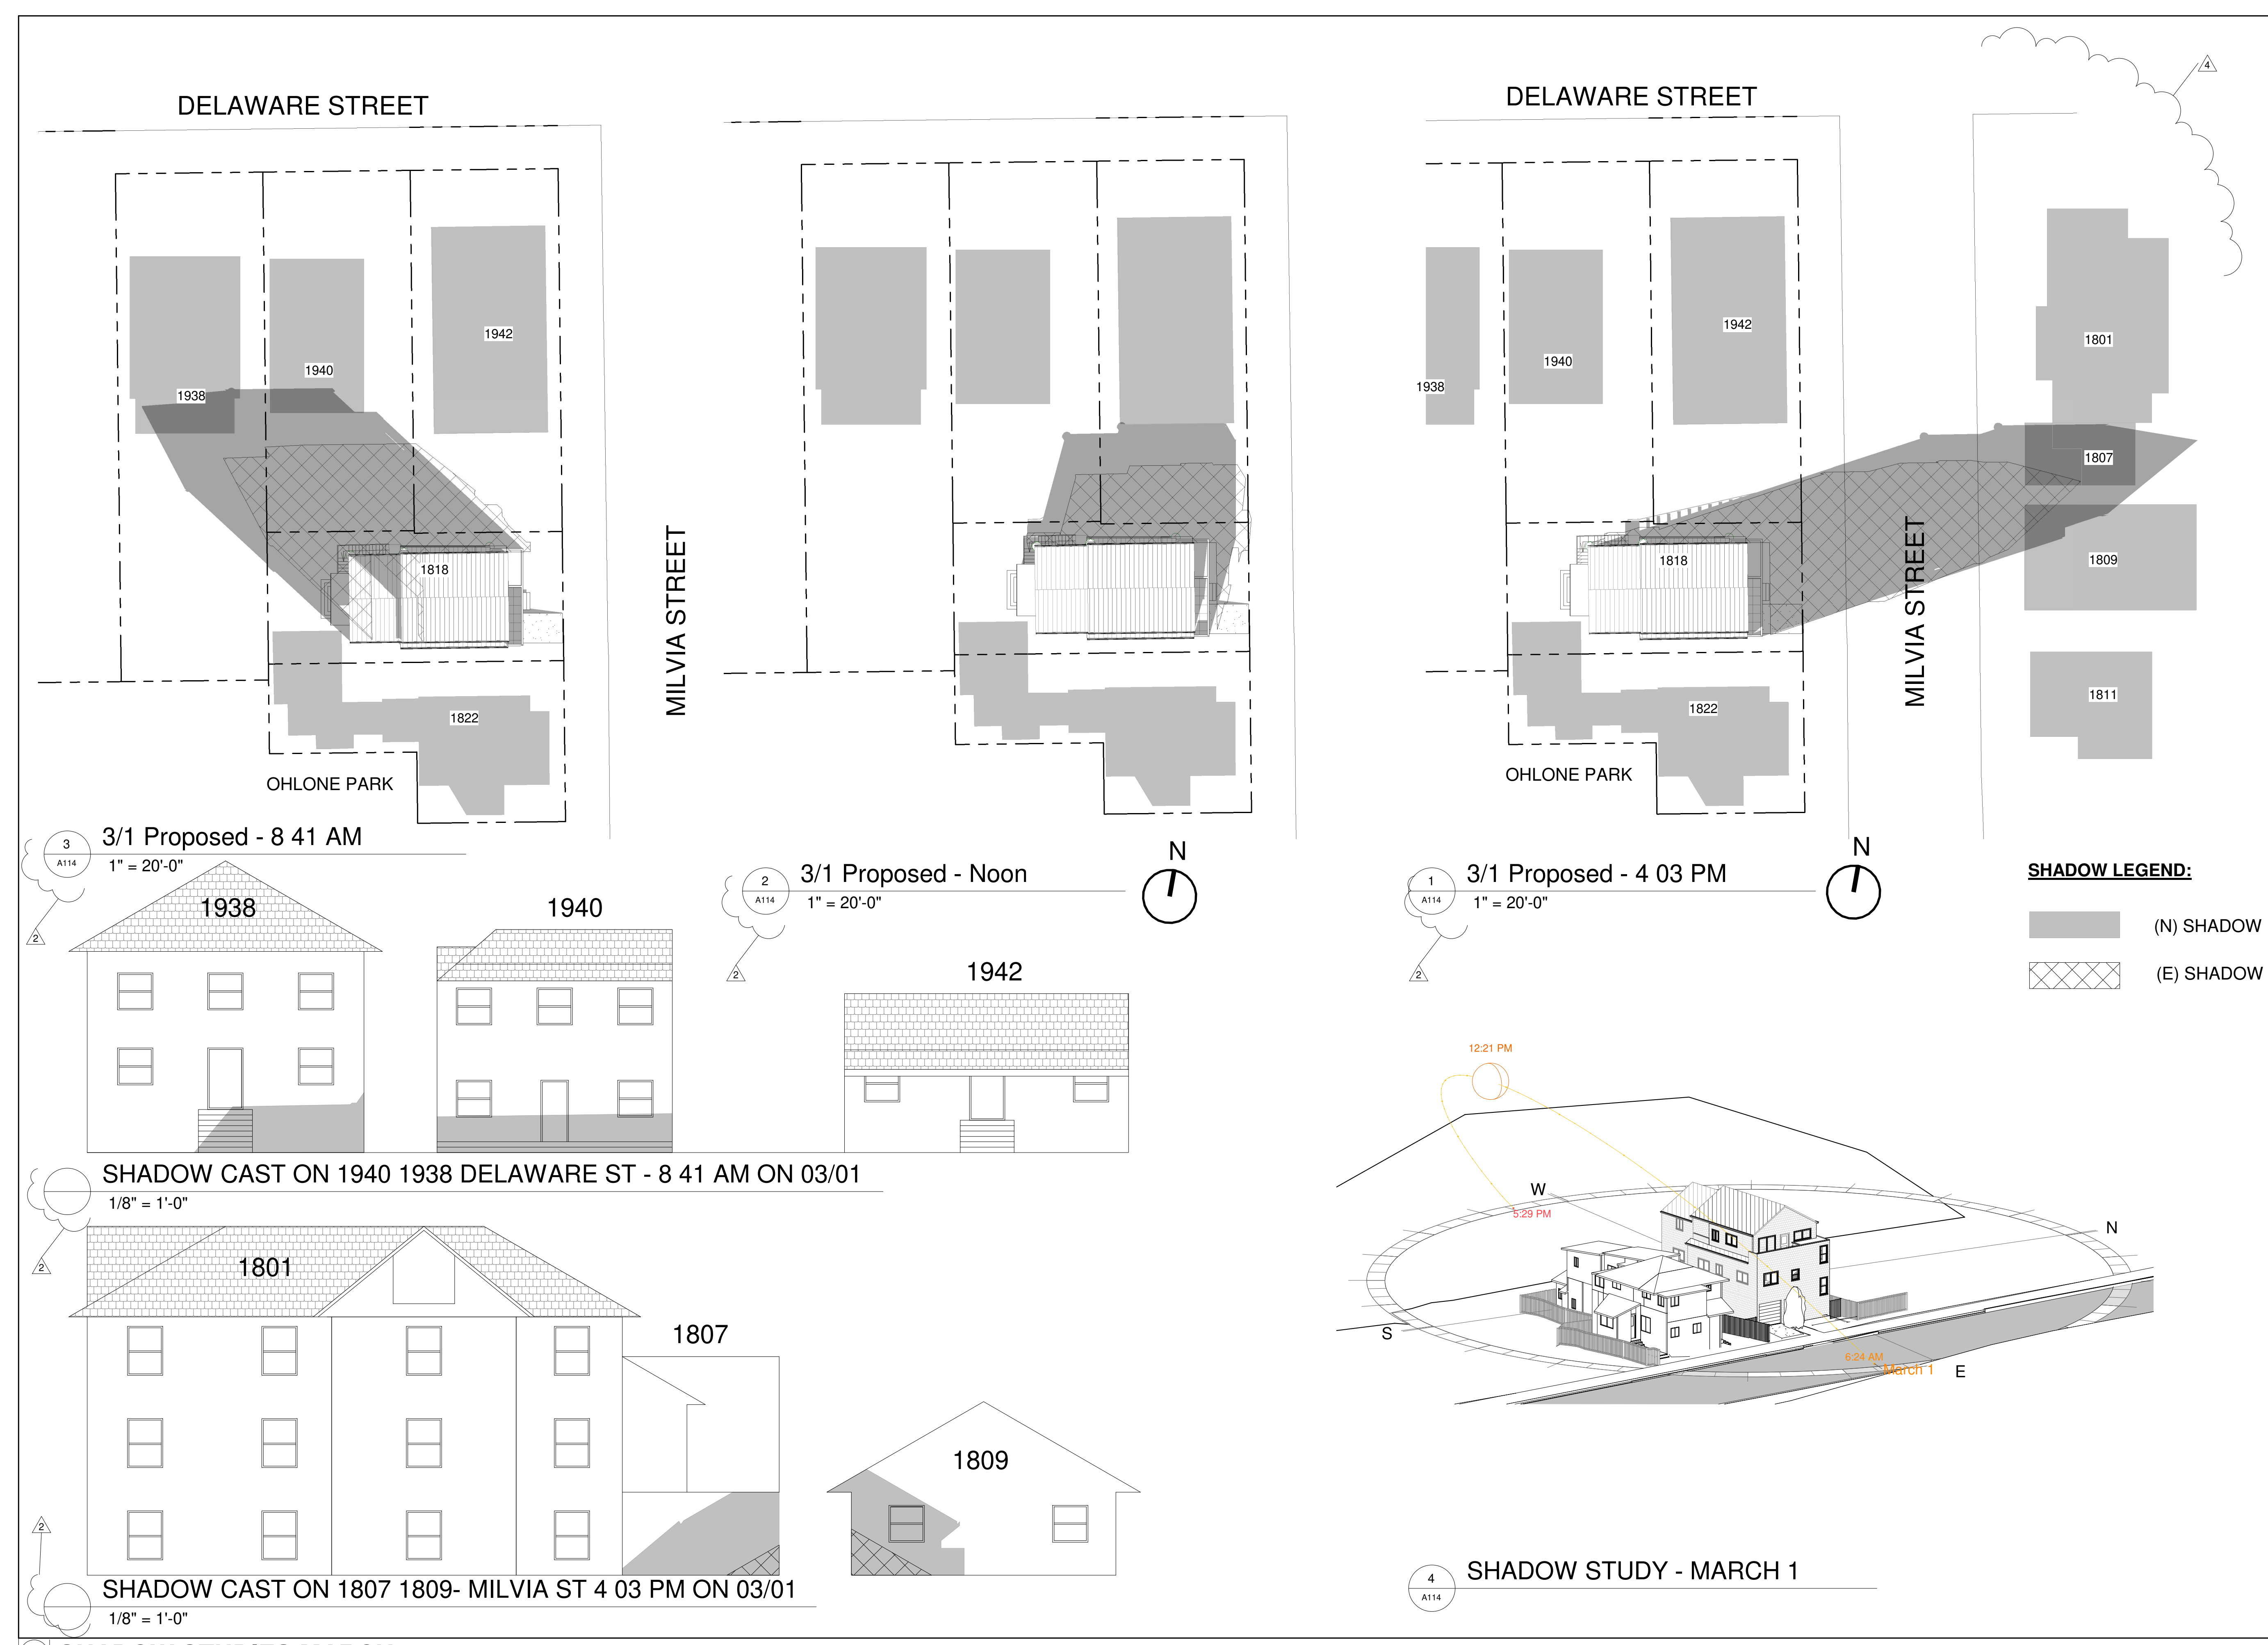 DELAWARE STREET
DELAWARE STREET
4
1942
1940
1938
1818
1822
OHLONE PARK
MILVIA STREET
1942
1940
1938
1818
1822
OHLONE PARK
MILVIA STREET
1801
1807
1809
1811
3
A114
3/1 Proposed - 8 41 AM
1" = 20'-0"
2
2
A114
3/1 Proposed - Noon
1" = 20'-0"
2
N
1
A114
3/1 Proposed - 4 03 PM
1" = 20'-0"
2
N
SHADOW LEGEND:
(N) SHADOW
(E) SHADOW
1938
1940
1942
SHADOW CAST ON 1940 1938 DELAWARE ST - 8 41 AM ON 03/01
1/8" = 1'-0"
2
1801
1807
1809
2
SHADOW CAST ON 1807 1809- MILVIA ST 4 03 PM ON 03/01
1/8" = 1'-0"
12:21 PM
W
5:29 PM
N
S
6:24 AM
March 1
E
4
A114
SHADOW STUDY - MARCH 1